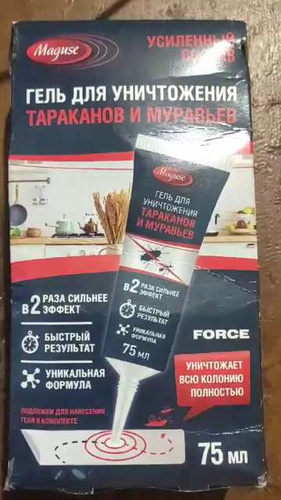 Maguse
УСИЛЕННЫЙ
СОСТАВ
ГЕЛЬ ДЛЯ УНИЧТОЖЕНИЯ
ТАРАКАНОВ И МУРАВЬЕВ
Maguse
ГЕЛЬ ДЛЯ
УНИЧТОЖЕНИЯ
ТАРАКАНОВ
И МУРАВЬЕВ
В 2 РАЗА СИЛЬНЕЕ
ЭФФЕКТ
БЫСТРЫЙ
РЕЗУЛЬТАТ
УНИКАЛЬНАЯ
ФОРМУЛА
75 МЛ
В 2 РАЗА СИЛЬНЕЕ
ЭФФЕКТ
БЫСТРЫЙ
РЕЗУЛЬТАТ
УНИКАЛЬНАЯ
ФОРМУЛА
FORCE
УНИЧТОЖАЕТ
ВСЮ КОЛОНИЮ
ПОЛНОСТЬЮ
ПОДЛОЖКИ ДЛЯ НАНЕСЕНИЯ
ГЕЛЯ В КОМПЛЕКТЕ
75 МЛ